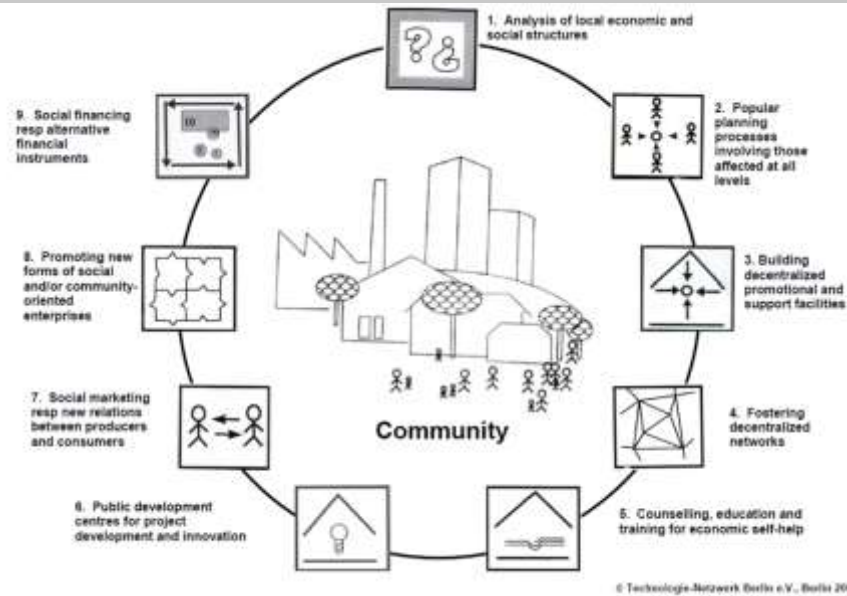 1. Analysis of local economic and
social structures
2. Popular
planning
processes
involving those
affected at all
levels
3. Building
decentralized
promotional and
support facilities
4. Fostering
decentralized
networks
5. Counselling, education and
training for economic self-help
6. Public development
centres for project
development and innovation
7. Social marketing
resp new relations
between producers
and consumers
8. Promoting new
forms of social
and/or community-
oriented
enterprises
9. Social financing
resp alternative
financial
instruments
Community
© Technologie-Netzwerk Berlin e.V., Berlin 20